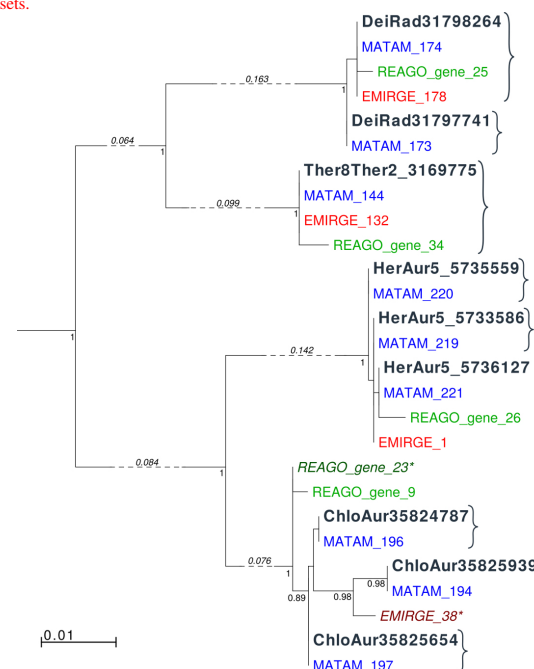 sets.
DeiRad31798264
MATAM_174
0.163
REAGO_gene_25
1
EMIRGE_178
DeiRad31797741
0.064
MATAM_173
1
Ther8Ther2_3169775
MATAM_144
0.099
1
EMIRGE_132
REAGO_gene_34
HerAur5_5735559
MATAM_220
HerAur5_5733586
1
MATAM_219
0.142
1
HerAur5_5736127
MATAM_221
REAGO_gene_26
EMIRGE_1
0.084
1
REAGO_gene_23*
REAGO_gene_9
ChloAur35824787
MATAM_196
0.076
1
ChloAur35825939
0.98
MATAM_194
0.89
0.98
EMIRGE_38*
0.01
ChloAur35825654
MATAM_197